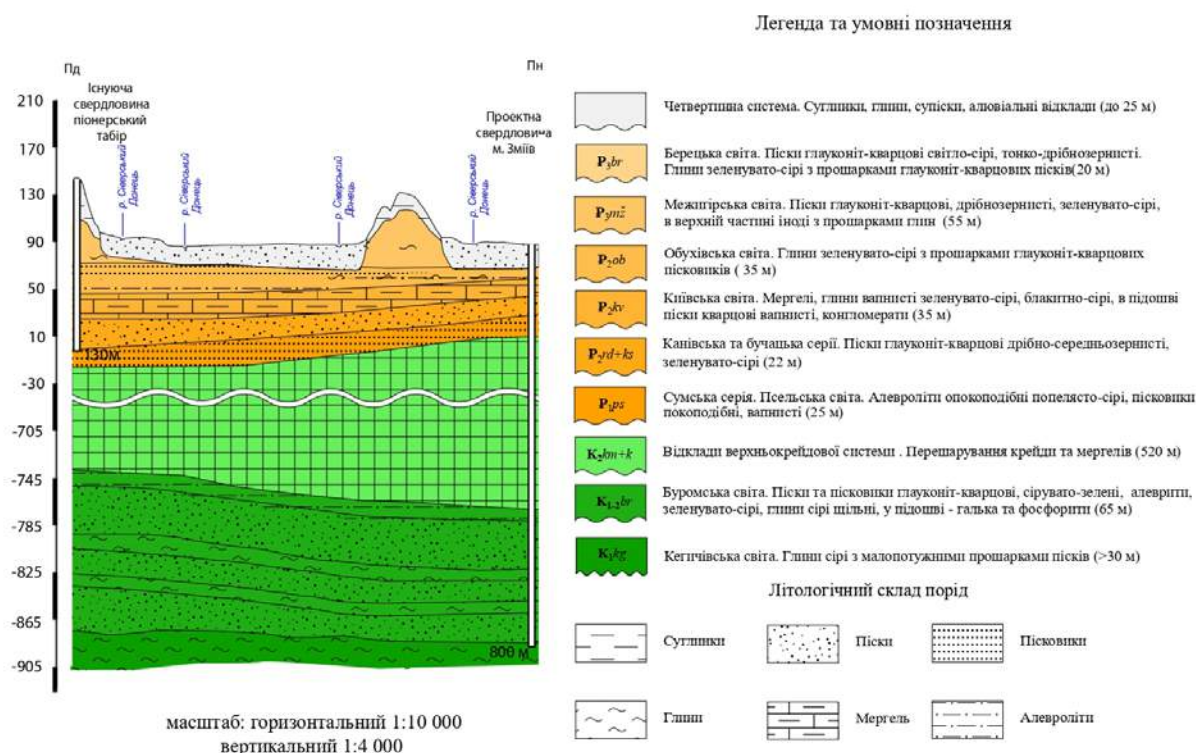 Легенда та умовні позначення
Пд
Пн
Існуюча
свердловина
піонерський
табір
Проектна
свердловина
м. Зміїв
р. Сіверський
Донець
р. Сіверський
Донець
р. Сіверський
Донець
р. Сіверський
Донець
210
170
130
90
50
10
-30
-705
-745
-785
-825
-865
-905
130м
800 м
масштаб: горизонтальний 1:10 000
вертикальний 1:4 000
Четвертинна система. Суглинки, глини, супіски, алювіальні відклади (до 25 м)
P₃br
Берецька світа. Піски глауконіт-кварцові світло-сірі, тонко-дрібнозернисті.
Глини зеленувато-сірі з прошарками глауконіт-кварцових пісків(20 м)
P₃mž
Межигірська світа. Піски глауконіт-кварцові, дрібнозернисті, зеленувато-сірі,
в верхній частині іноді з прошарками глин (55 м)
P₂ob
Обухівська світа. Глини зеленувато-сірі з прошарками глауконіт-кварцових
пісковиків ( 35 м)
P₂kv
Київська світа. Мергелі, глини вапнисті зеленувато-сірі, блакитно-сірі, в підошві
піски кварцові вапнисті, конгломерати (35 м)
P₂rd+ks
Канівська та бучацька серії. Піски глауконіт-кварцові дрібно-середньозернисті,
зеленувато-сірі (22 м)
P₁ps
Сумська серія. Псельська світа. Алевроліти опокоподібні попелясто-сірі, пісковики
покоподібні, вапнисті (25 м)
K₂km+k
Відклади верхньокрейдової системи . Перешарування крейди та мергелів (520 м)
K₁₋₂br
Буромська світа. Піски та пісковики глауконіт-кварцові, сірувато-зелені, алеврити,
зеленувато-сірі, глини сірі щільні, у підошві - галька та фосфорити (65 м)
K₁kg
Кегичівська світа. Глини сірі з малопотужними прошарками пісків (>30 м)
Літологічний склад порід
Суглинки
Піски
Пісковики
Глини
Мергель
Алевроліти